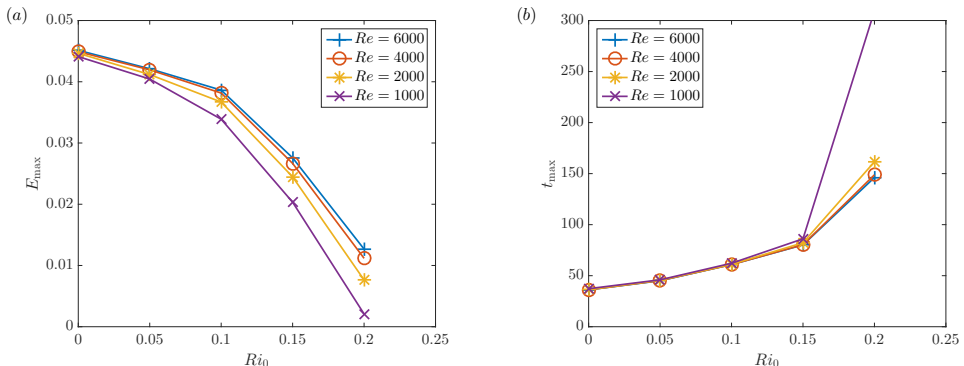 (a)
0.05
0.04
0.03
0.02
0.01
0
E_max
0 0.05 0.1 0.15 0.2 0.25
Ri_0
Re = 6000
Re = 4000
Re = 2000
Re = 1000
(b)
300
250
200
150
100
50
0
t_max
0 0.05 0.1 0.15 0.2 0.25
Ri_0
Re = 6000
Re = 4000
Re = 2000
Re = 1000